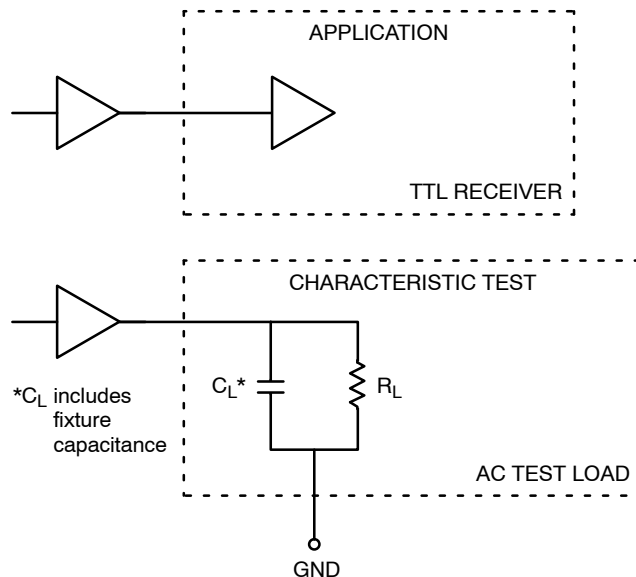 APPLICATION
TTL RECEIVER
CHARACTERISTIC TEST
*CL includes
fixture
capacitance
CL*
RL
AC TEST LOAD
GND